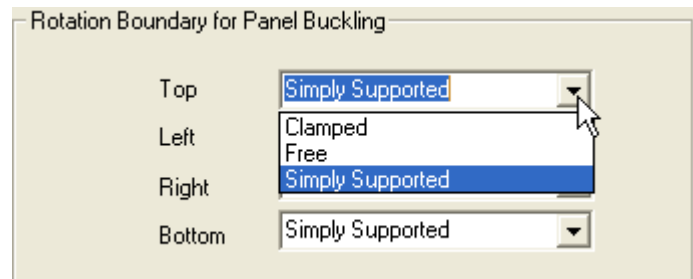 Rotation Boundary for Panel Buckling
Top Simply Supported
Left Clamped
Free
Right Simply Supported
Bottom Simply Supported